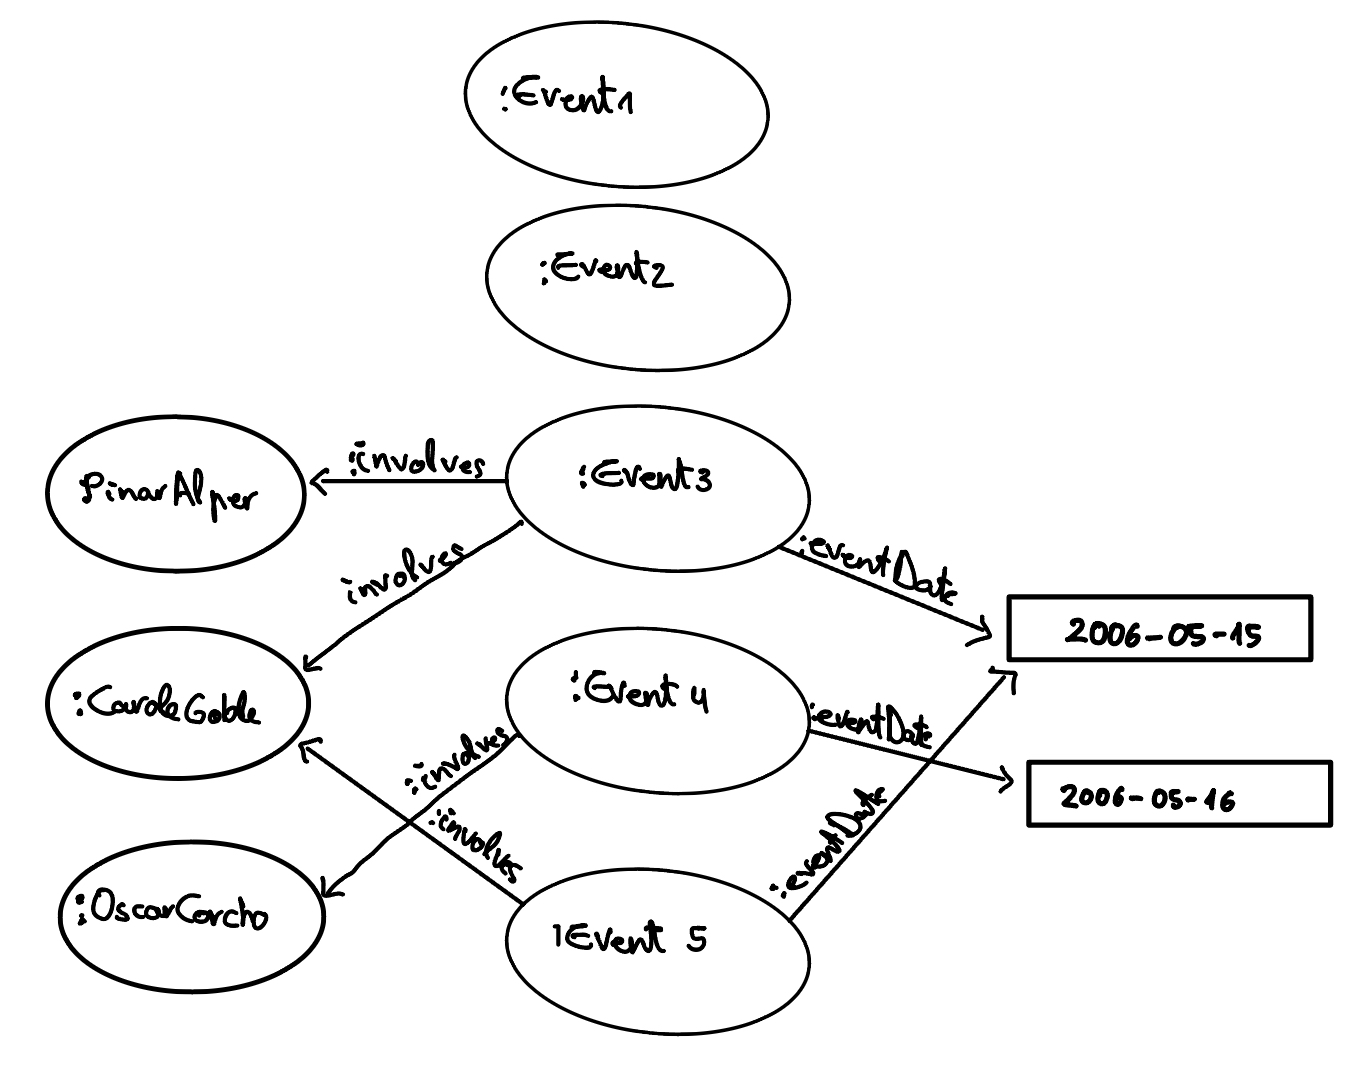 :Event1
:Event2
:involves
PinarAlper
:Event3
:eventDate
involves
2006-05-15
:Event 4
:CaroleGoble
:eventDate
:involves
2006-05-16
:involves
:eventDate
:OscarCorcho
:Event 5